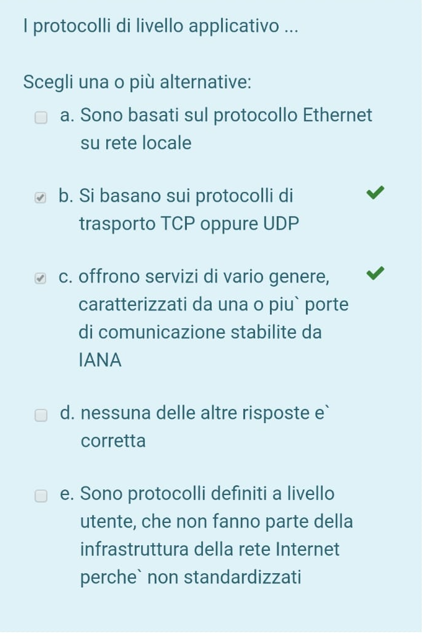 I protocolli di livello applicativo ...
Scegli una o più alternative:
a. Sono basati sul protocollo Ethernet
su rete locale
b. Si basano sui protocolli di
trasporto TCP oppure UDP
c. offrono servizi di vario genere,
caratterizzati da una o piu` porte
di comunicazione stabilite da
IANA
d. nessuna delle altre risposte e`
corretta
e. Sono protocolli definiti a livello
utente, che non fanno parte della
infrastruttura della rete Internet
perche` non standardizzati